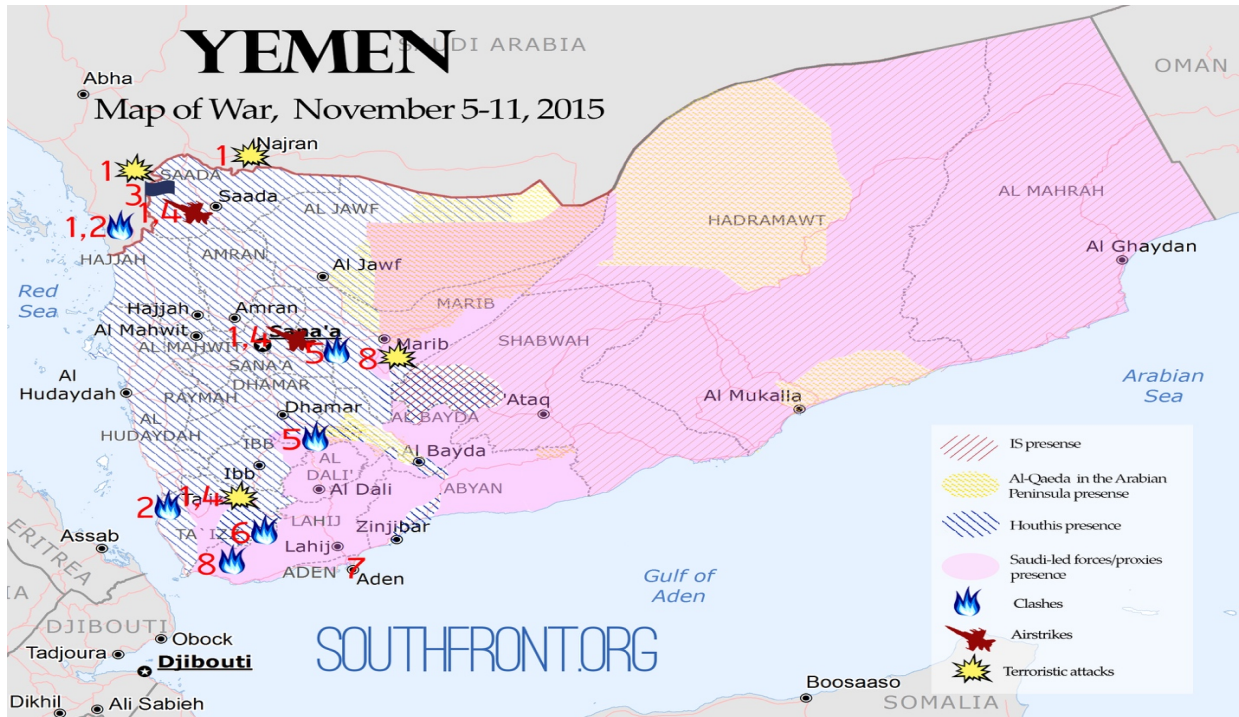 YEMEN
SAUDI ARABIA
OMAN
Abha
Map of War, November 5-11, 2015
1
Najran
1
SAADA
3
Saada
1,4
AL JAWF
AL MAHRAH
1,2
HADRAMAWT
HAJJAH
AMRAN
Al Ghaydan
Al Jawf
Red
Sea
MARIB
Hajjah
Amran
Al Mahwit
1,4
Sana'a
5
8
Marib
SHABWAH
AL MAHWIT
SANA'A
DHAMAR
Al
Hudaydah
RAYMAH
Arabian
Sea
Dhamar
'Ataq
Al Mukalla
AL
HUDAYDAH
AL BAYDA
5
IBB
Al Bayda
Ibb
AL
DALI'
ABYAN
Al Dali
1,4
2
LAHIJ
Zinjibar
6
TA'IZZ
Assab
Lahij
8
ADEN
7
Aden
Gulf of
Aden
ERITREA
DJIBOUTI
Obock
Tadjoura
Djibouti
SOUTHFRONT.ORG
Dikhil
Ali Sabieh
Boosaaso
SOMALIA
IS presense
Al-Qaeda in the Arabian
Peninsula presense
Houthis presence
Saudi-led forces/proxies
presence
Clashes
Airstrikes
Terroristic attacks